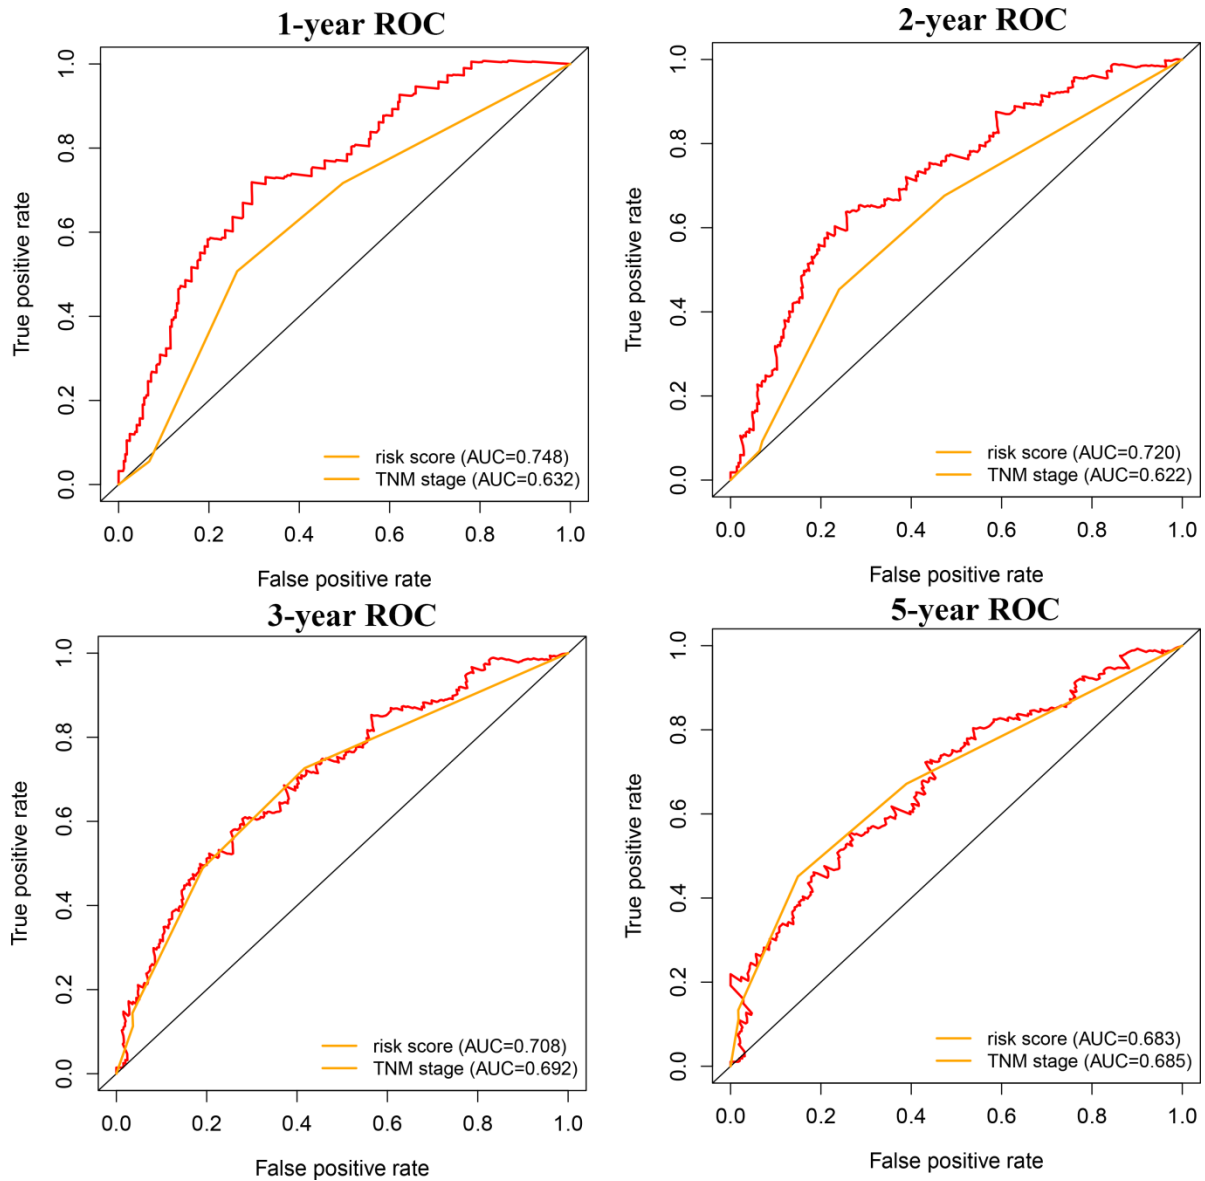 1-year ROC
True positive rate
1.0
0.8
0.6
0.4
0.2
0.0
risk score (AUC=0.748)
TNM stage (AUC=0.632)
0.0 0.2 0.4 0.6 0.8 1.0
False positive rate
2-year ROC
True positive rate
1.0
0.8
0.6
0.4
0.2
0.0
risk score (AUC=0.720)
TNM stage (AUC=0.622)
0.0 0.2 0.4 0.6 0.8 1.0
False positive rate
3-year ROC
True positive rate
1.0
0.8
0.6
0.4
0.2
0.0
risk score (AUC=0.708)
TNM stage (AUC=0.692)
0.0 0.2 0.4 0.6 0.8 1.0
False positive rate
5-year ROC
True positive rate
1.0
0.8
0.6
0.4
0.2
0.0
risk score (AUC=0.683)
TNM stage (AUC=0.685)
0.0 0.2 0.4 0.6 0.8 1.0
False positive rate